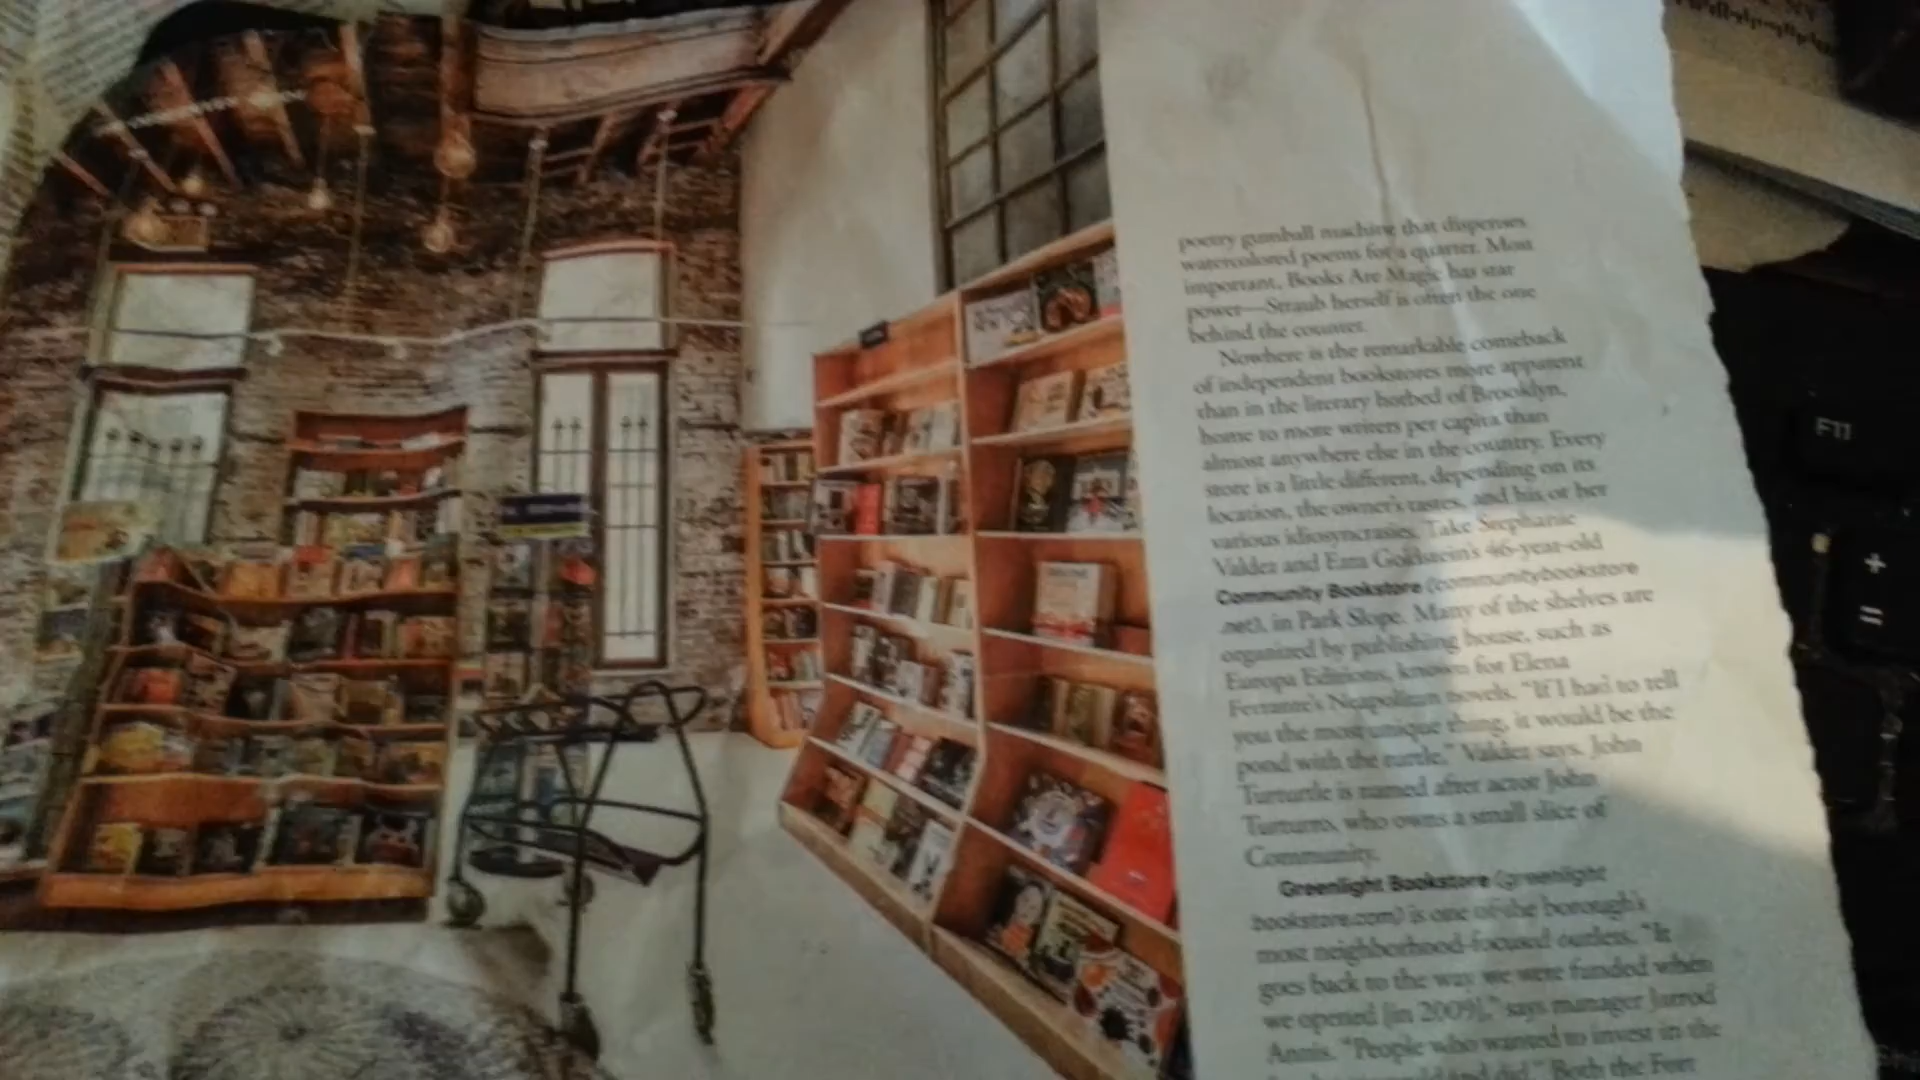 poetry gumball machine that dispenses
watercolored poems for a quarter. Most
important, Books Are Magic has star
power—Straub herself is often the one
behind the counter.
Nowhere is the remarkable comeback
of independent bookstores more apparent
than in the literary hotbed of Brooklyn,
home to more writers per capita than
almost anywhere else in the country. Every
store is a little different, depending on its
location, the owner's tastes, and his or her
various idiosyncrasies. Take Stephanie
Valdez and Ezra Goldstein's 46-year-old
Community Bookstore (communitybookstore
.net), in Park Slope. Many of the shelves are
organized by publishing house, such as
Europa Editions, known for Elena
Ferrante's Neapolitan novels. "If I had to tell
you the most unique thing, it would be the
pond with the turtle," Valdez says. John
Turturtle is named after actor John
Turturro, who owns a small slice of
Community.
Greenlight Bookstore (greenlight
bookstore.com) is one of the borough's
most neighborhood-focused outlets. "It
goes back to the way we were funded when
we opened [in 2009]," says manager Jarrod
Annis. "People who wanted to invest in the
and did." Both the Fort
F11
+
=